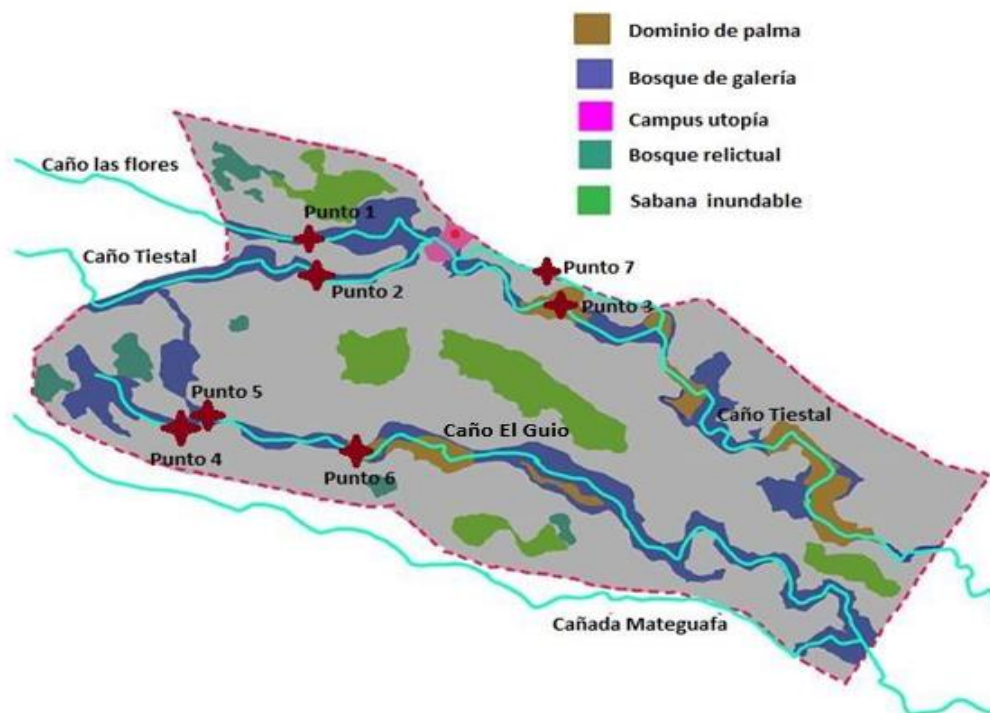 Dominio de palma
Bosque de galería
Campus utopía
Bosque relictual
Sabana inundable
Caño las flores
Punto 1
Caño Tiestal
Punto 7
Punto 2
Punto 3
Punto 5
Caño Tiestal
Caño El Guio
Punto 4
Punto 6
Cañada Mateguafa